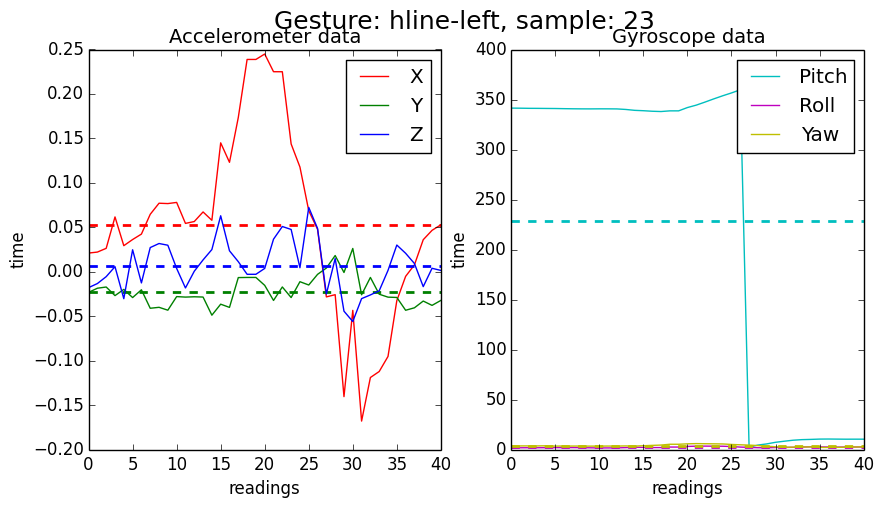 Gesture: hline-left, sample: 23
Accelerometer data
0.25
0.20
0.15
0.10
0.05
0.00
−0.05
−0.10
−0.15
−0.20
time
0 5 10 15 20 25 30 35 40
readings
X
Y
Z
Gyroscope data
400
350
300
250
200
150
100
50
0
time
0 5 10 15 20 25 30 35 40
readings
Pitch
Roll
Yaw